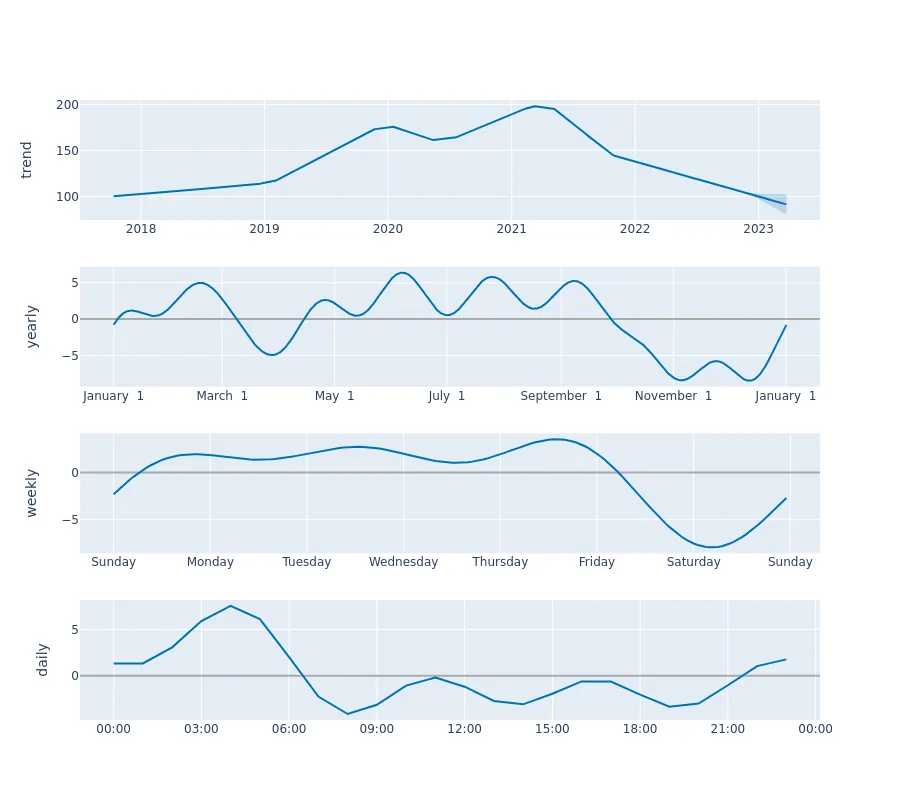 trend
200
150
100
2018 2019 2020 2021 2022 2023
yearly
5
0
−5
January 1 March 1 May 1 July 1 September 1 November 1 January 1
weekly
0
−5
Sunday Monday Tuesday Wednesday Thursday Friday Saturday Sunday
daily
5
0
00:00 03:00 06:00 09:00 12:00 15:00 18:00 21:00 00:00